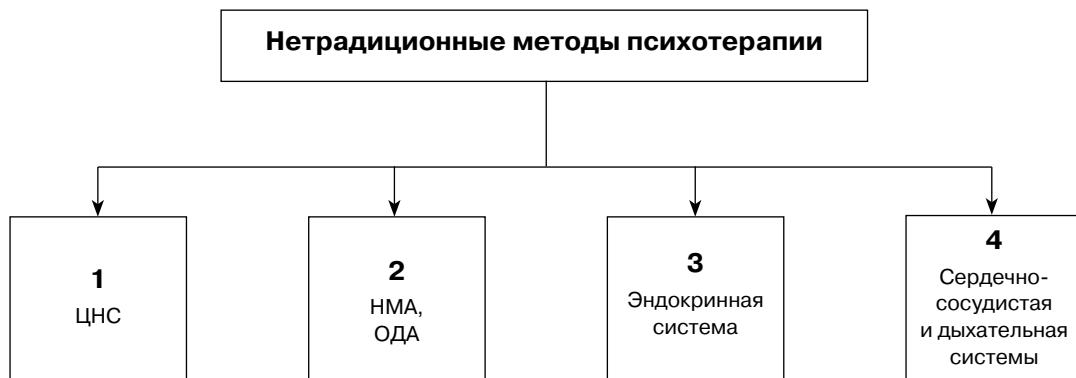 Нетрадиционные методы психотерапии
1
ЦНС
2
НМА,
ОДА
3
Эндокринная
система
4
Сердечно-
сосудистая
и дыхательная
системы